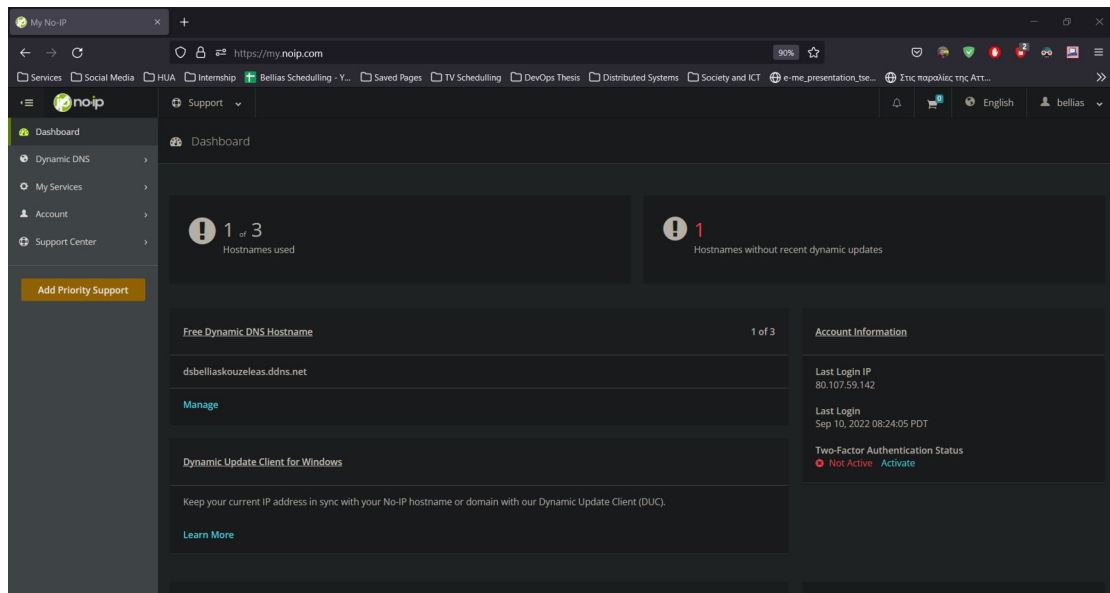 My No-IP
https://my.noip.com
90%
2
Services
Social Media
HUA
Internship
Bellias Schedulling - Y...
Saved Pages
TV Schedulling
DevOps Thesis
Distributed Systems
Society and ICT
e-me_presentation_tse...
Στις παραλίες της Αττ...
no-ip
Support
0
English
bellias
Dashboard
Dynamic DNS
My Services
Account
Support Center
Add Priority Support
Dashboard
1 of 3
Hostnames used
1
Hostnames without recent dynamic updates
Free Dynamic DNS Hostname
1 of 3
dsbelliaskouzeleas.ddns.net
Manage
Dynamic Update Client for Windows
Keep your current IP address in sync with your No-IP hostname or domain with our Dynamic Update Client (DUC).
Learn More
Account Information
Last Login IP
80.107.59.142
Last Login
Sep 10, 2022 08:24:05 PDT
Two-Factor Authentication Status
Not Active Activate